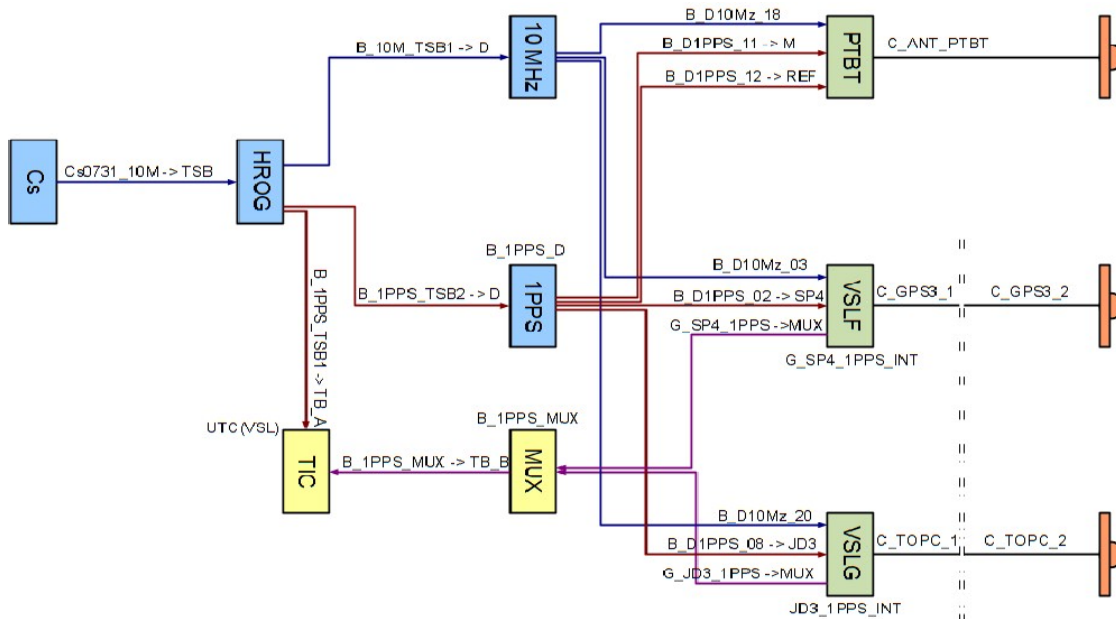 B_D10Mz_18
B_10M_TSB1 -> D
10 MHz
B_D1PPS_11 -> M
PTBT
C_ANT_PTBT
B_D1PPS_12 -> REF
Cs
Cs0731_10M -> TSB
HROG
B_1PPS_D
B_D10Mz_03
B_1PPS_TSB2 -> D
1PPS
B_D1PPS_02 -> SP4
VSLF
C_GPS3_1
C_GPS3_2
G_SP4_1PPS ->MUX
G_SP4_1PPS_INT
B_1PPS_TSB1 -> TB_A
UTC(VSL)
B_1PPS_MUX
TIC
B_1PPS_MUX -> TB_B
MUX
B_D10Mz_20
B_D1PPS_08 -> JD3
VSLG
C_TOPC_1
C_TOPC_2
G_JD3_1PPS ->MUX
JD3_1PPS_INT